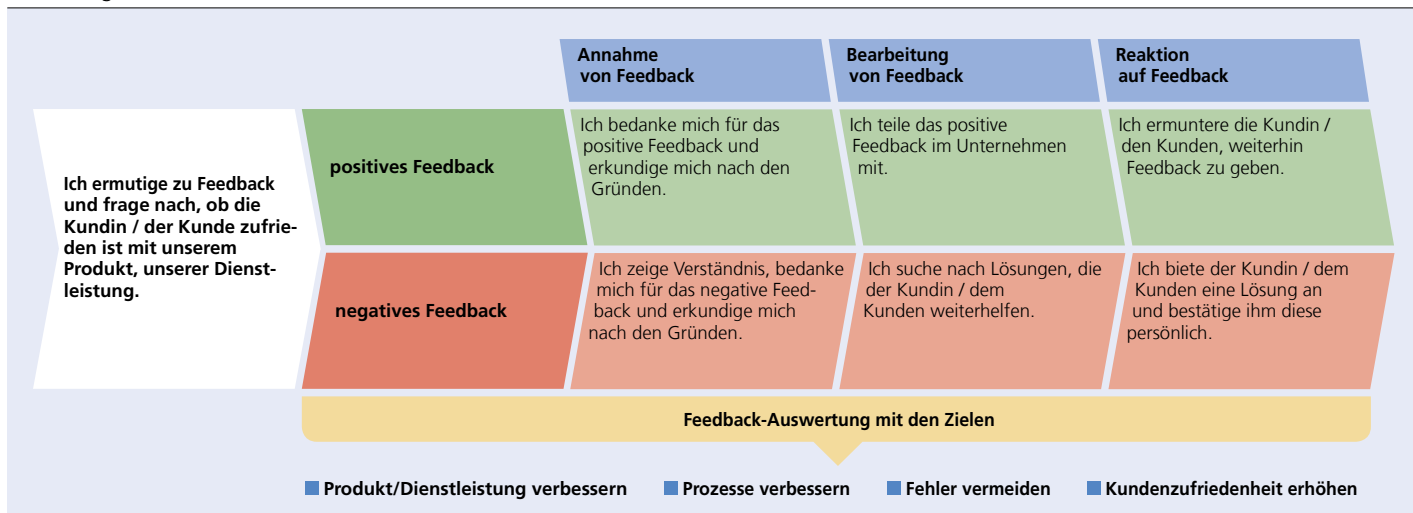 Annahme
von Feedback
Bearbeitung
von Feedback
Reaktion
auf Feedback
Ich ermutige zu Feedback
und frage nach, ob die
Kundin / der Kunde zufrie-
den ist mit unserem
Produkt, unserer Dienst-
leistung.
positives Feedback
Ich bedanke mich für das
positive Feedback und
erkundige mich nach den
Gründen.
Ich teile das positive
Feedback im Unternehmen
mit.
Ich ermuntere die Kundin /
den Kunden, weiterhin
Feedback zu geben.
negatives Feedback
Ich zeige Verständnis, bedanke
mich für das negative Feed-
back und erkundige mich
nach den Gründen.
Ich suche nach Lösungen, die
der Kundin / dem
Kunden weiterhelfen.
Ich biete der Kundin / dem
Kunden eine Lösung an
und bestätige ihm diese
persönlich.
Feedback-Auswertung mit den Zielen
Produkt/Dienstleistung verbessern
Prozesse verbessern
Fehler vermeiden
Kundenzufriedenheit erhöhen